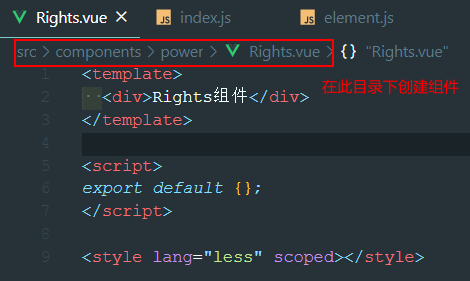 Rights.vue × JS index.js JS element.js
src > components > power > Rights.vue > {} "Rights.vue"
1 <template>
2 <div>Rights组件</div> 在此目录下创建组件
3 </template>
4
5 <script>
6 export default {};
7 </script>
8
9 <style lang="less" scoped></style>